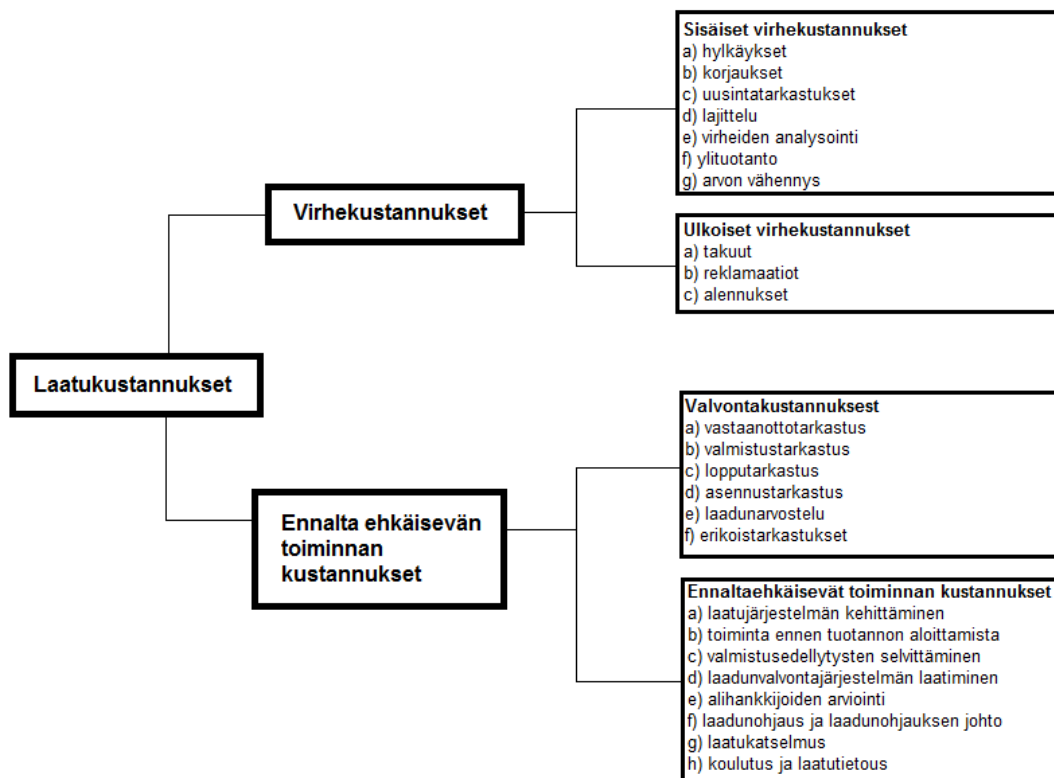 Laatukustannukset
Virhekustannukset
Sisäiset virhekustannukset
a) hylkäykset
b) korjaukset
c) uusintatarkastukset
d) lajittelu
e) virheiden analysointi
f) ylituotanto
g) arvon vähennys
Ulkoiset virhekustannukset
a) takuut
b) reklamaatiot
c) alennukset
Ennalta ehkäisevän
toiminnan
kustannukset
Valvontakustannuksest
a) vastaanottotarkastus
b) valmistustarkastus
c) lopputarkastus
d) asennustarkastus
e) laadunarvostelu
f) erikoistarkastukset
Ennaltaehkäisevät toiminnan kustannukset
a) laatujärjestelmän kehittäminen
b) toiminta ennen tuotannon aloittamista
c) valmistusedellytysten selvittäminen
d) laadunvalvontajärjestelmän laatiminen
e) alihankkijoiden arviointi
f) laadunohjaus ja laadunohjauksen johto
g) laatukatselmus
h) koulutus ja laatutietous